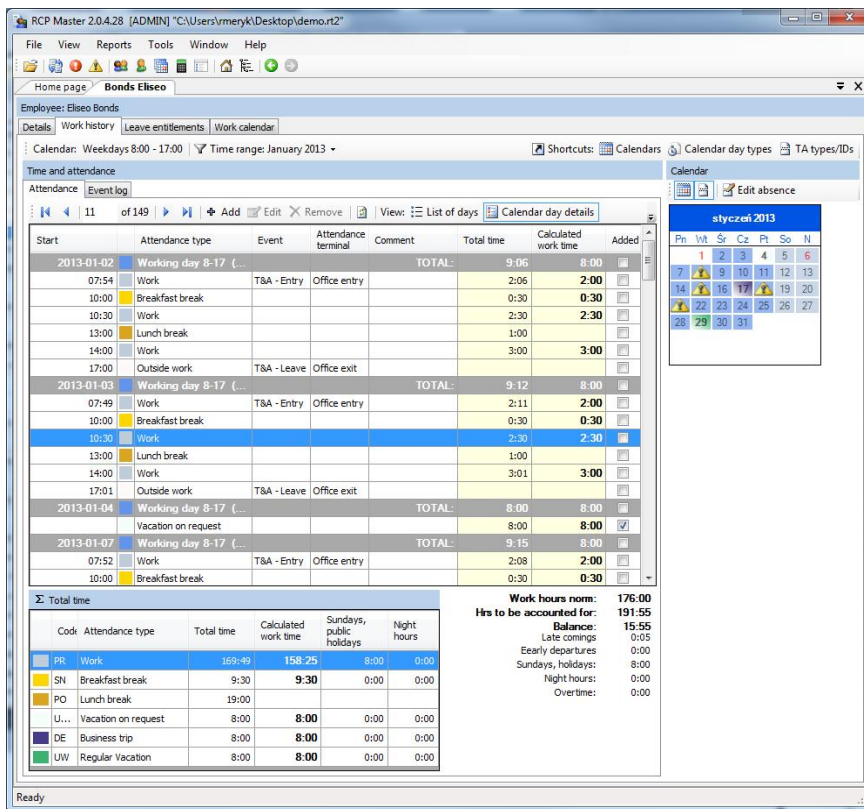 RCP Master 2.0.4.28 [ADMIN] "C:\Users\rmeryk\Desktop\demo.rt2"
File View Reports Tools Window Help
Home page Bonds Eliseo
Employee: Eliseo Bonds
Details Work history Leave entitlements Work calendar
Calendar: Weekdays 8:00 - 17:00 Time range: January 2013 Shortcuts: Calendars Calendar day types TA types/IDs
Time and attendance
Attendance Event log
11 of 149 Add Edit Remove View: List of days Calendar day details
Start Attendance type Event Attendance terminal Comment Total time Calculated work time Added
2013-01-02 Working day 8-17 (... TOTAL: 9:06 8:00
07:54 Work T&A - Entry Office entry 2:06 2:00
10:00 Breakfast break 0:30 0:30
10:30 Work 2:30 2:30
13:00 Lunch break 1:00
14:00 Work 3:00 3:00
17:00 Outside work T&A - Leave Office exit
2013-01-03 Working day 8-17 (... TOTAL: 9:12 8:00
07:49 Work T&A - Entry Office entry 2:11 2:00
10:00 Breakfast break 0:30 0:30
10:30 Work 2:30 2:30
13:00 Lunch break 1:00
14:00 Work 3:01 3:00
17:01 Outside work T&A - Leave Office exit
2013-01-04 Working day 8-17 (... TOTAL: 8:00 8:00
Vacation on request 8:00 8:00
2013-01-07 Working day 8-17 (... TOTAL: 9:15 8:00
07:52 Work T&A - Entry Office entry 2:08 2:00
10:00 Breakfast break 0:30 0:30
Calendar
Edit absence
styczeń 2013
Pn Wt Śr Cz Pt So N
1 2 3 4 5 6
7 9 10 11 12 13
14 16 17 19 20
22 23 24 25 26 27
28 29 30 31
Σ Total time
Code Attendance type Total time Calculated work time Sundays, public holidays Night hours
PR Work 169:49 158:25 8:00 0:00
SN Breakfast break 9:30 9:30 0:00 0:00
PO Lunch break 19:00
U... Vacation on request 8:00 8:00 0:00 0:00
DE Business trip 8:00 8:00 0:00 0:00
UW Regular Vacation 8:00 8:00 0:00 0:00
Work hours norm: 176:00
Hrs to be accounted for: 191:55
Balance: 15:55
Late comings 0:05
Eearly departures 0:00
Sundays, holidays: 8:00
Night hours: 0:00
Overtime: 0:00
Ready